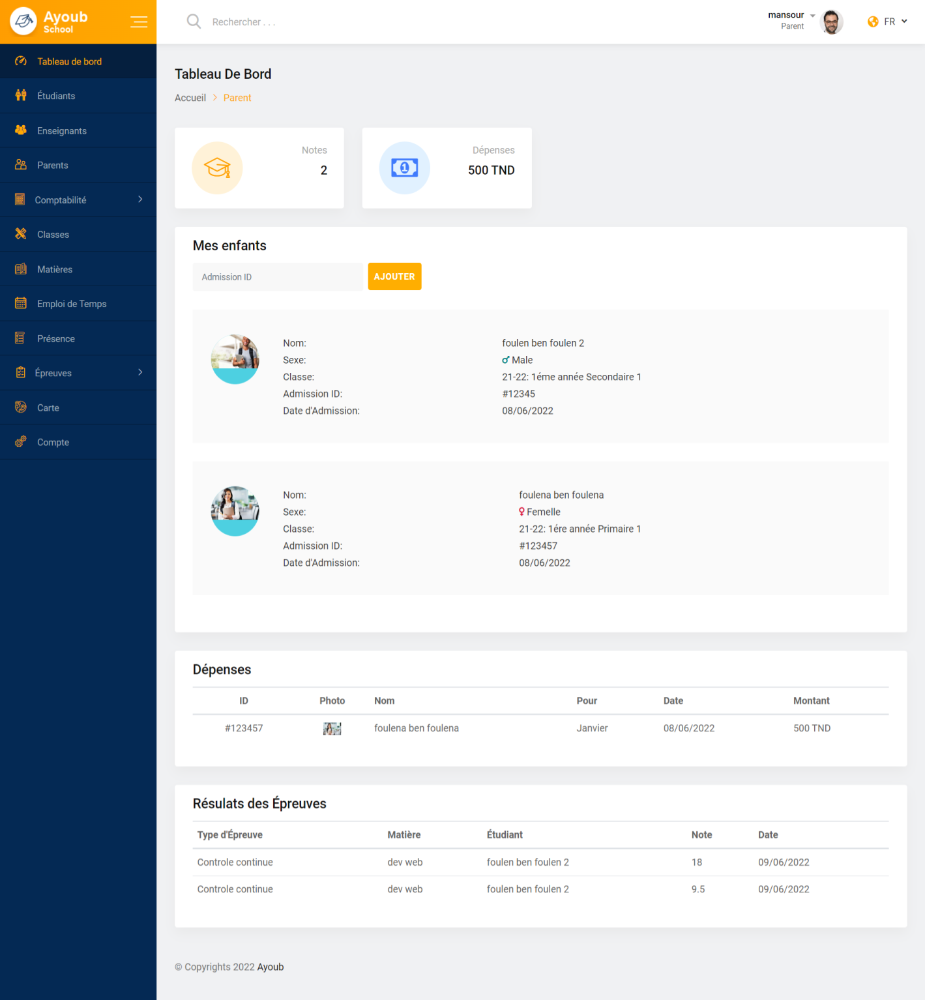 Ayoub
School
Rechercher . . .
mansour
Parent
FR
Tableau de bord
Étudiants
Enseignants
Parents
Comptabilité
Classes
Matières
Emploi de Temps
Présence
Épreuves
Carte
Compte
Tableau De Bord
Accueil > Parent
Notes
2
Dépenses
500 TND
Mes enfants
Admission ID
AJOUTER
Nom: foulen ben foulen 2
Sexe: Male
Classe: 21-22: 1éme année Secondaire 1
Admission ID: #12345
Date d'Admission: 08/06/2022
Nom: foulena ben foulena
Sexe: Femelle
Classe: 21-22: 1ére année Primaire 1
Admission ID: #123457
Date d'Admission: 08/06/2022
Dépenses
ID Photo Nom Pour Date Montant
#123457 foulena ben foulena Janvier 08/06/2022 500 TND
Résulats des Épreuves
Type d'Épreuve Matière Étudiant Note Date
Controle continue dev web foulen ben foulen 2 18 09/06/2022
Controle continue dev web foulen ben foulen 2 9.5 09/06/2022
© Copyrights 2022 Ayoub